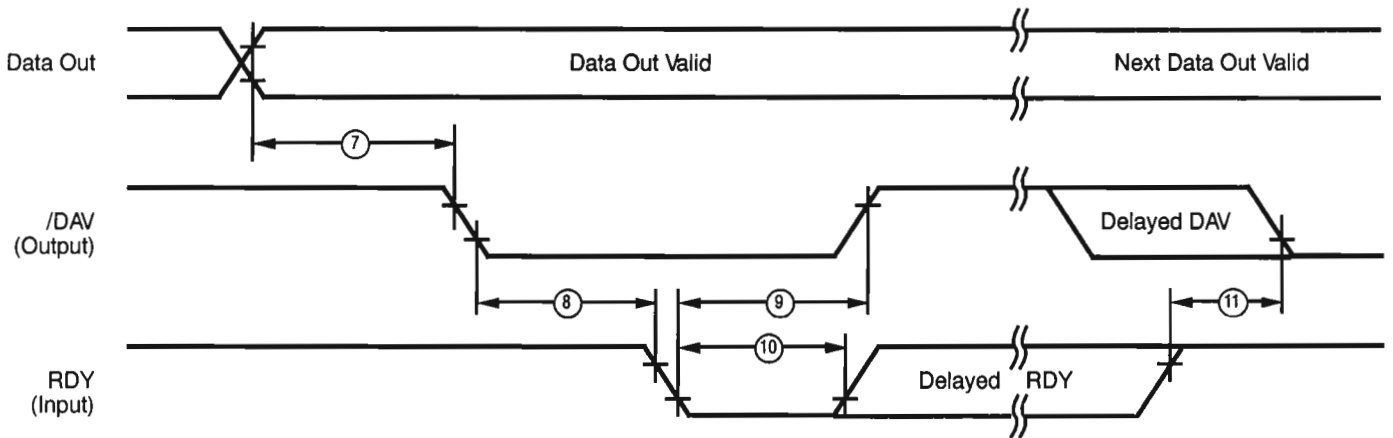 Data Out
Data Out Valid
Next Data Out Valid
7
/DAV
(Output)
Delayed DAV
8
9
11
10
RDY
(Input)
Delayed RDY